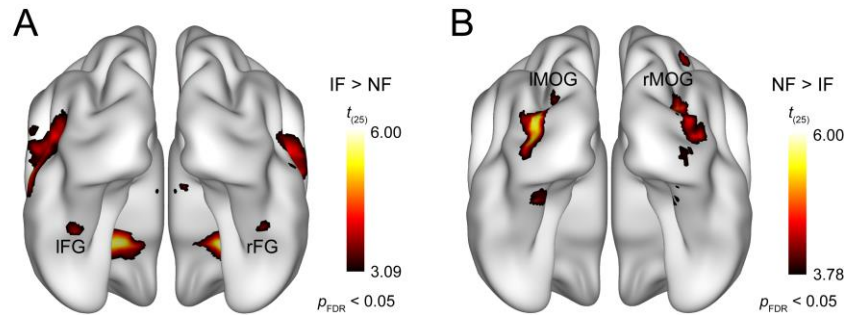 A
IF > NF
t(25)
6.00
3.09
pFDR < 0.05
lFG
rFG
B
lMOG
rMOG
NF > IF
t(25)
6.00
3.78
pFDR < 0.05